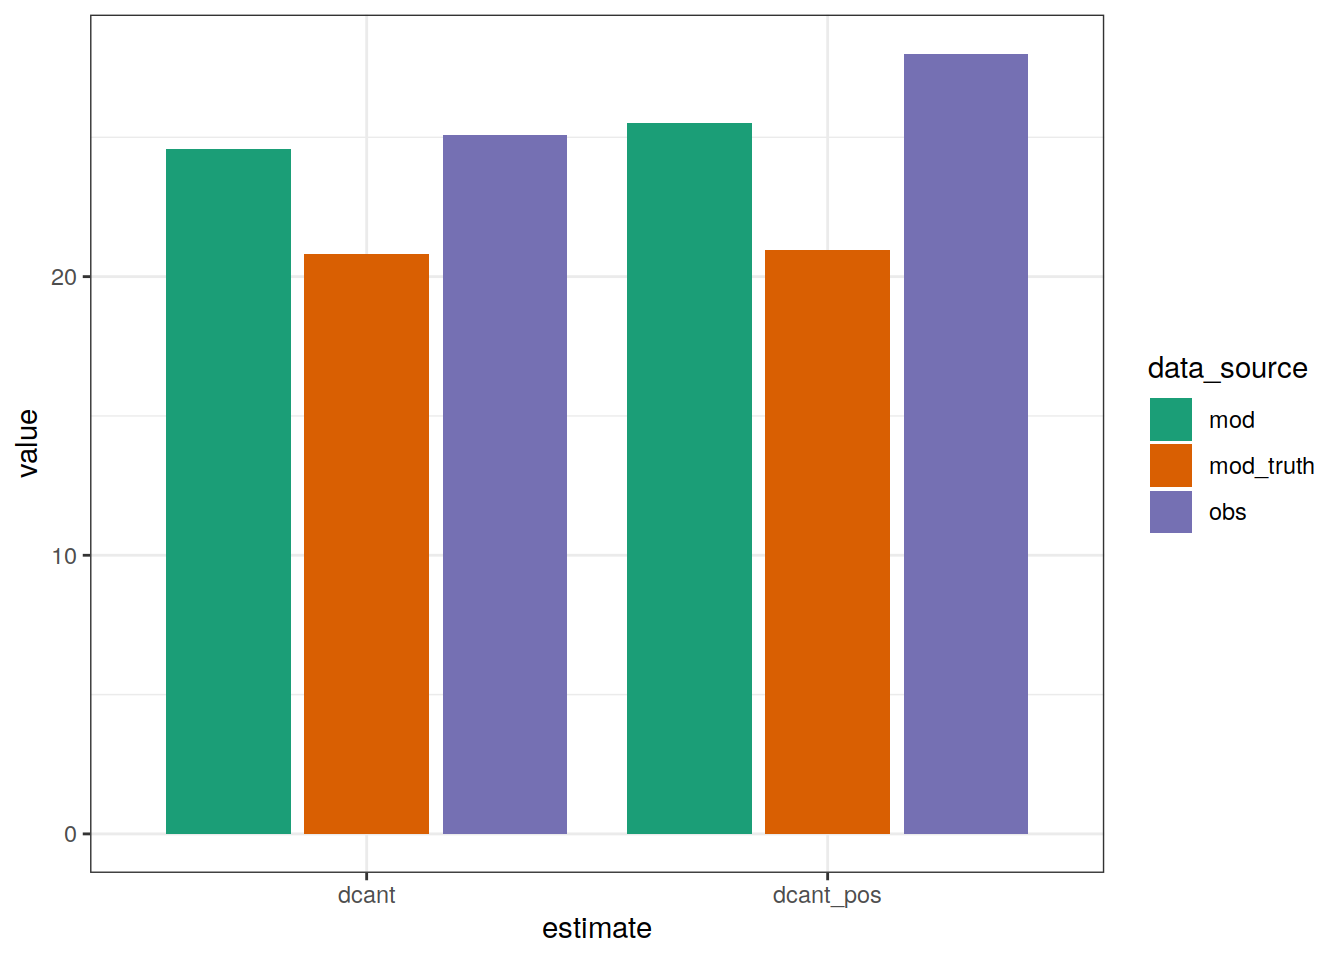 value
20
10
0
dcant
dcant_pos
estimate
data_source
mod
mod_truth
obs